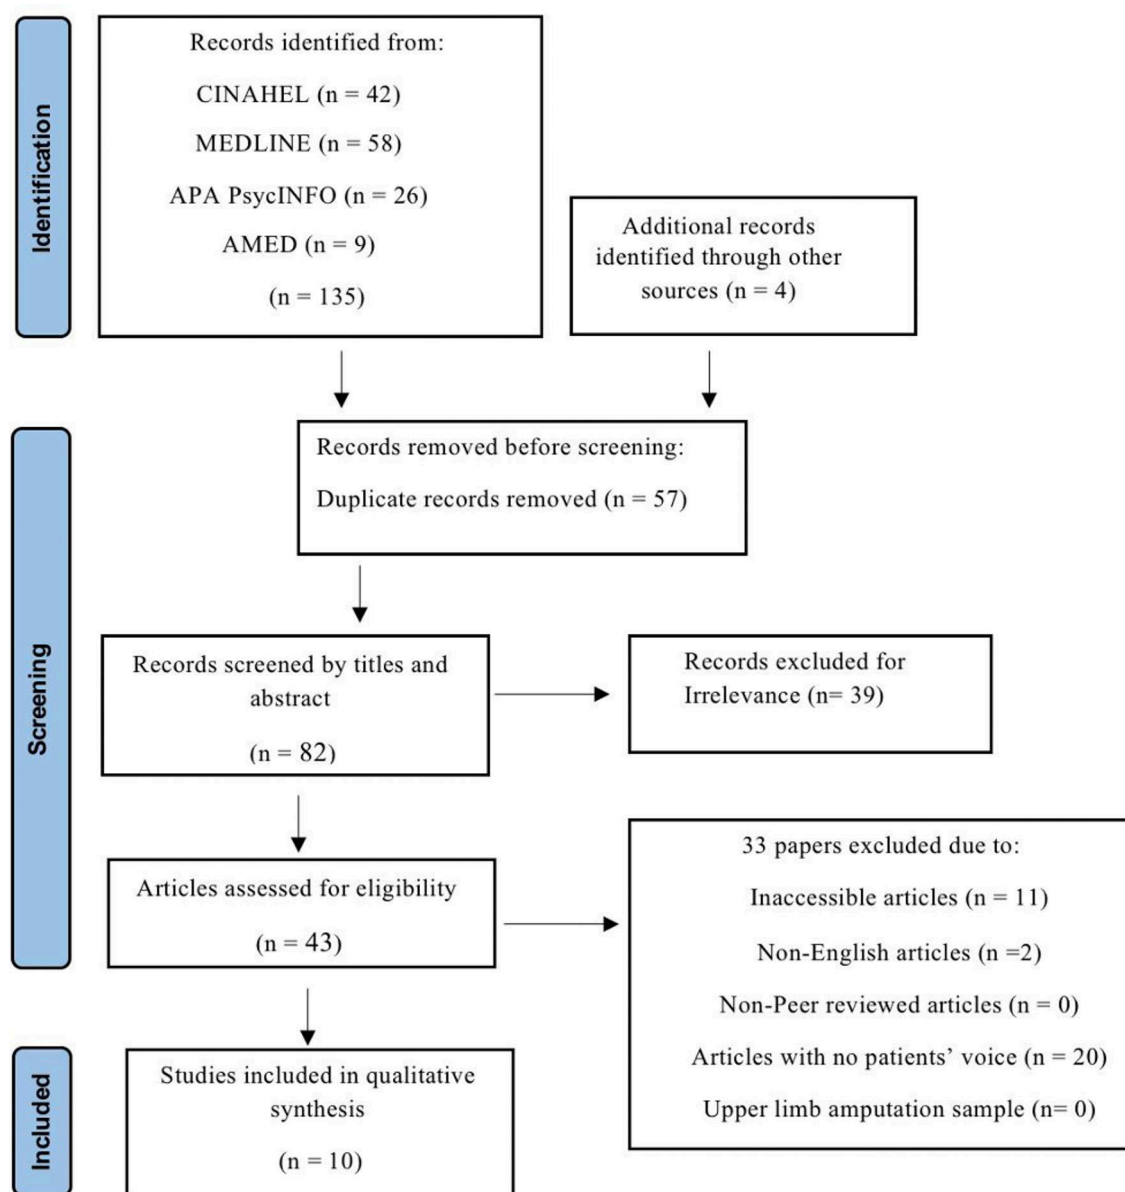 Identification
Records identified from:
CINAHEL (n = 42)
MEDLINE (n = 58)
APA PsycINFO (n = 26)
AMED (n = 9)
(n = 135)
Additional records
identified through other
sources (n = 4)
Screening
Records removed before screening:
Duplicate records removed (n = 57)
Records screened by titles and
abstract
(n = 82)
Records excluded for
Irrelevance (n= 39)
Articles assessed for eligibility
(n = 43)
33 papers excluded due to:
Inaccessible articles (n = 11)
Non-English articles (n =2)
Non-Peer reviewed articles (n = 0)
Articles with no patients’ voice (n = 20)
Upper limb amputation sample (n= 0)
Included
Studies included in qualitative
synthesis
(n = 10)